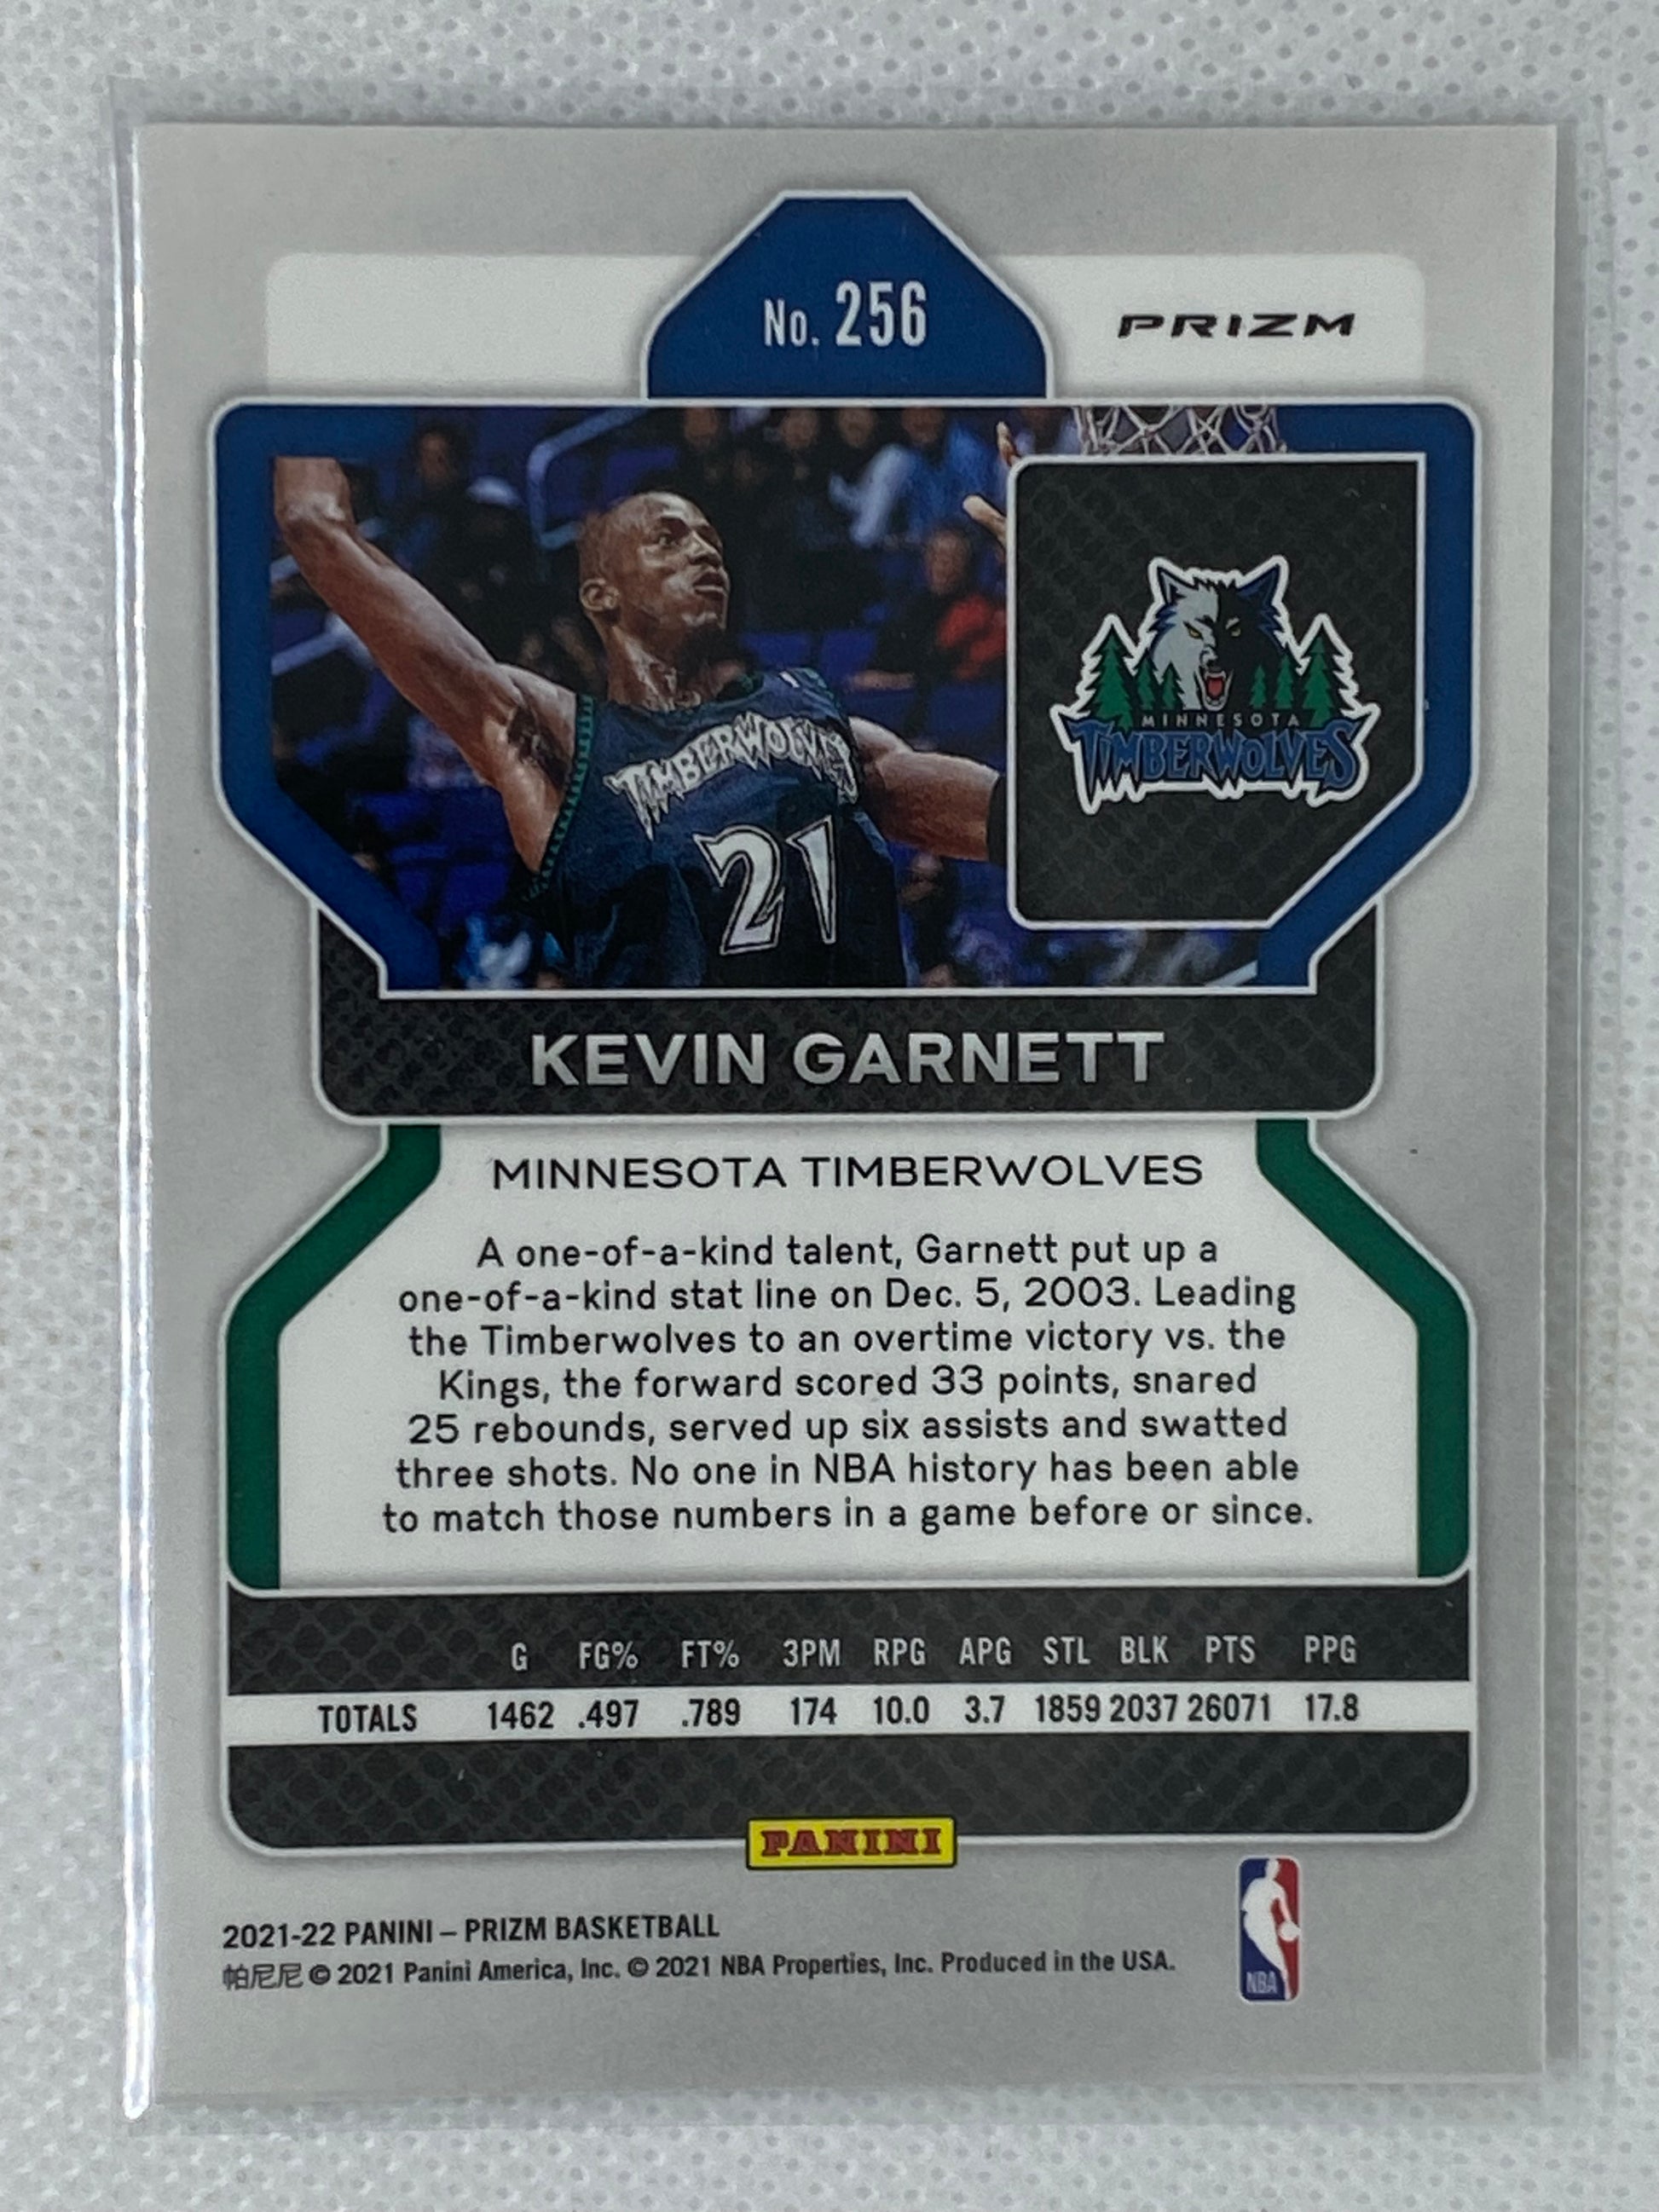 No. 256
PRIZM
TIMBERWOLVES
21
MINNESOTA
TIMBERWOLVES
KEVIN GARNETT
MINNESOTA TIMBERWOLVES
A one-of-a-kind talent, Garnett put up a
one-of-a-kind stat line on Dec. 5, 2003. Leading
the Timberwolves to an overtime victory vs. the
Kings, the forward scored 33 points, snared
25 rebounds, served up six assists and swatted
three shots. No one in NBA history has been able
to match those numbers in a game before or since.
G FG% FT% 3PM RPG APG STL BLK PTS PPG
TOTALS 1462 .497 .789 174 10.0 3.7 1859 2037 26071 17.8
PANINI
2021-22 PANINI – PRIZM BASKETBALL
帕尼尼 © 2021 Panini America, Inc. © 2021 NBA Properties, Inc. Produced in the USA.
NBA